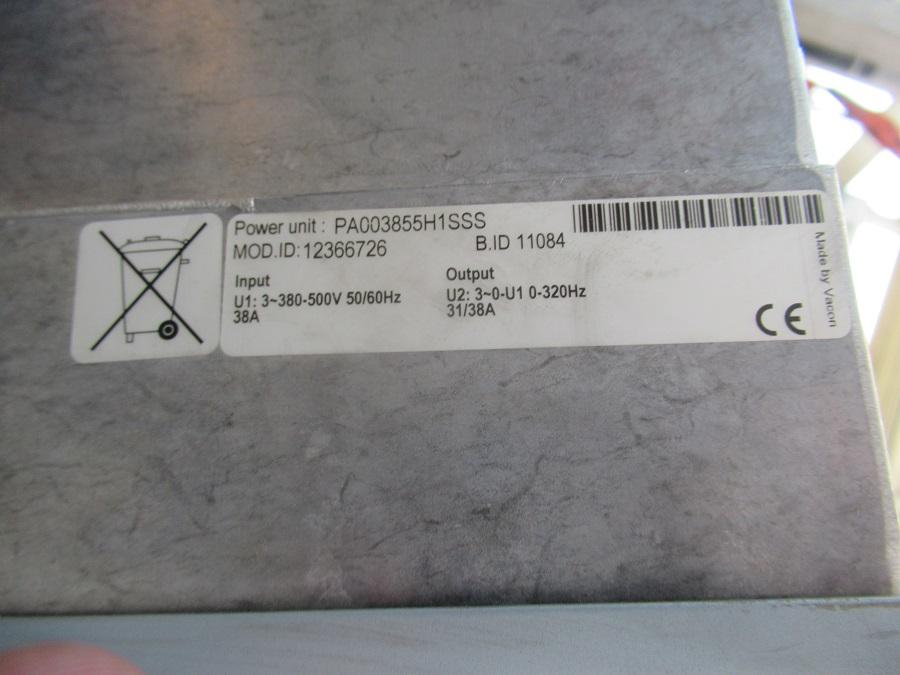 Power unit : PA003855H1SSS
MOD.ID: 12366726 B.ID 11084
Input
U1: 3~380-500V 50/60Hz
38A
Output
U2: 3~0-U1 0-320Hz
31/38A
CE
Made by Vacon